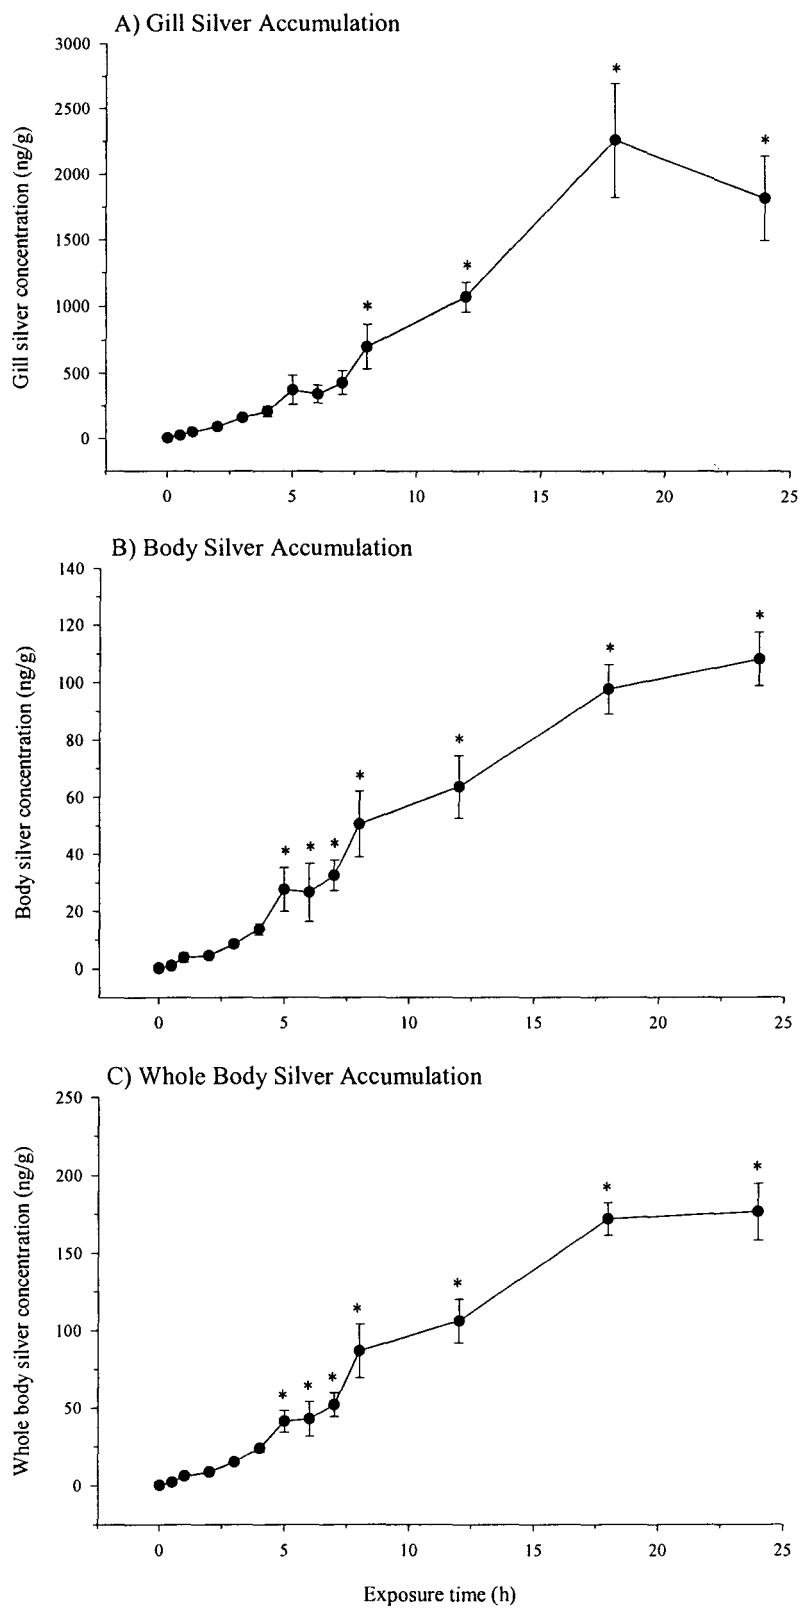 A) Gill Silver Accumulation
3000
2500
2000
1500
1000
500
0
Gill silver concentration (ng/g)
* * * *
0 5 10 15 20 25
B) Body Silver Accumulation
140
120
100
80
60
40
20
0
Body silver concentration (ng/g)
* * * * * * *
0 5 10 15 20 25
C) Whole Body Silver Accumulation
250
200
150
100
50
0
Whole body silver concentration (ng/g)
* * * * * * *
0 5 10 15 20 25
Exposure time (h)